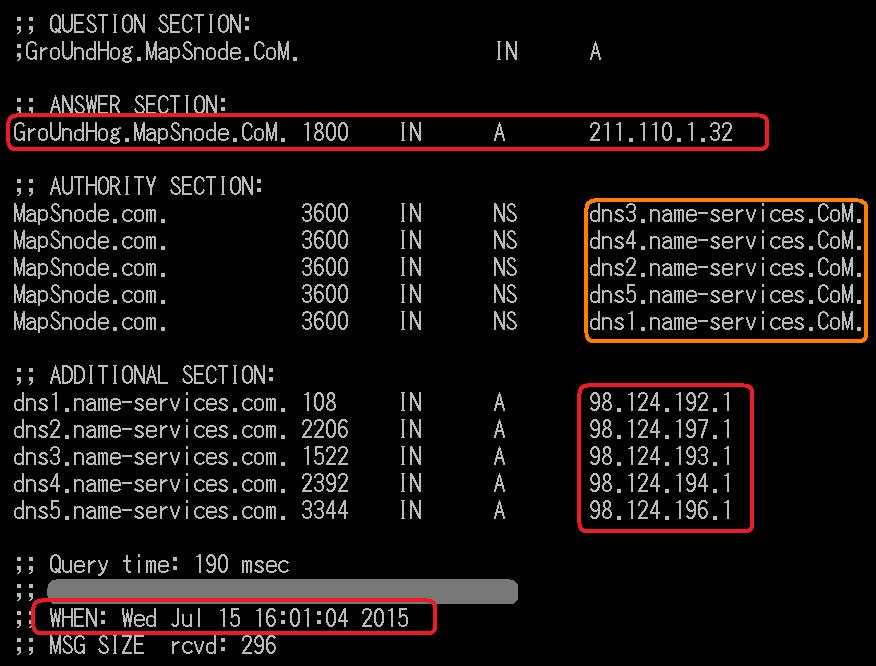 ;; QUESTION SECTION:
;GroUndHog.MapSnode.CoM. IN A
;; ANSWER SECTION:
GroUndHog.MapSnode.CoM. 1800 IN A 211.110.1.32
;; AUTHORITY SECTION:
MapSnode.com. 3600 IN NS dns3.name-services.CoM.
MapSnode.com. 3600 IN NS dns4.name-services.CoM.
MapSnode.com. 3600 IN NS dns2.name-services.CoM.
MapSnode.com. 3600 IN NS dns5.name-services.CoM.
MapSnode.com. 3600 IN NS dns1.name-services.CoM.
;; ADDITIONAL SECTION:
dns1.name-services.com. 108 IN A 98.124.192.1
dns2.name-services.com. 2206 IN A 98.124.197.1
dns3.name-services.com. 1522 IN A 98.124.193.1
dns4.name-services.com. 2392 IN A 98.124.194.1
dns5.name-services.com. 3344 IN A 98.124.196.1
;; Query time: 190 msec
;;
;; WHEN: Wed Jul 15 16:01:04 2015
;; MSG SIZE rcvd: 296